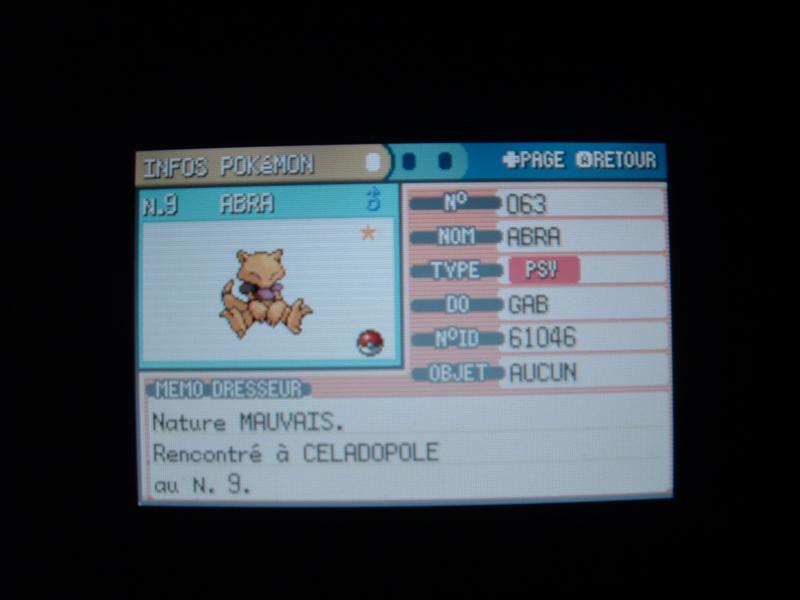 INFOS POKéMON
PAGE RETOUR
N.9 ABRA ♂
N° 063
NOM ABRA
TYPE PSY
DO GAB
N°ID 61046
OBJET AUCUN
MEMO DRESSEUR
Nature MAUVAIS.
Rencontré à CELADOPOLE
au N. 9.